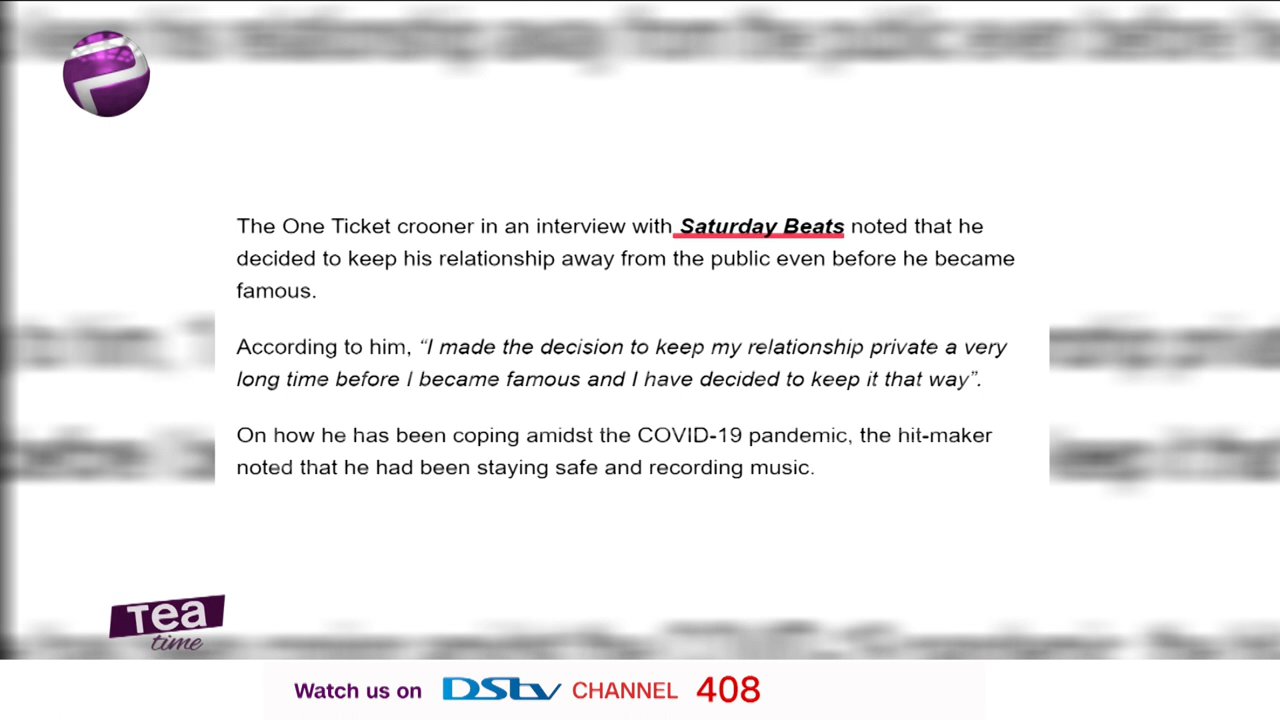 The One Ticket crooner in an interview with Saturday Beats noted that he
decided to keep his relationship away from the public even before he became
famous.
According to him, “I made the decision to keep my relationship private a very
long time before I became famous and I have decided to keep it that way”.
On how he has been coping amidst the COVID-19 pandemic, the hit-maker
noted that he had been staying safe and recording music.
Tea
time
Watch us on DStv CHANNEL 408